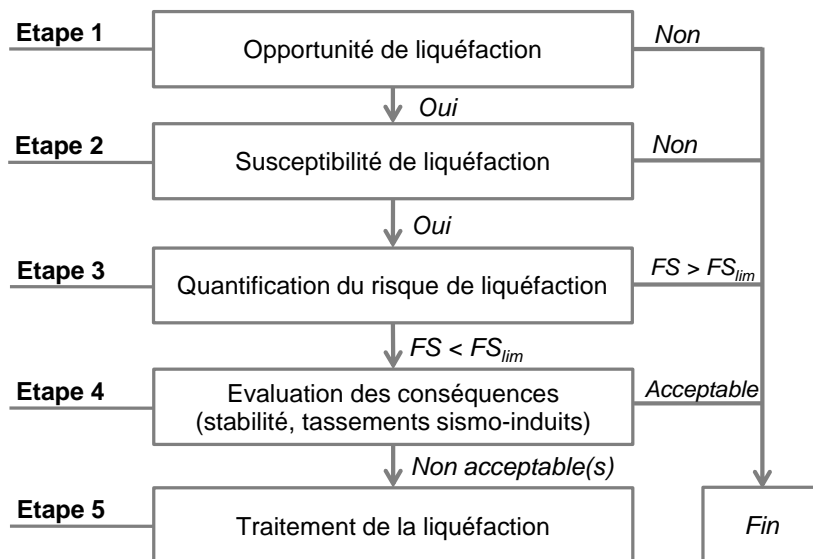 Etape 1
Opportunité de liquéfaction
Non
Oui
Etape 2
Susceptibilité de liquéfaction
Non
Oui
Etape 3
Quantification du risque de liquéfaction
FS > FSlim
FS < FSlim
Etape 4
Evaluation des conséquences
(stabilité, tassements sismo-induits)
Acceptable
Non acceptable(s)
Etape 5
Traitement de la liquéfaction
Fin